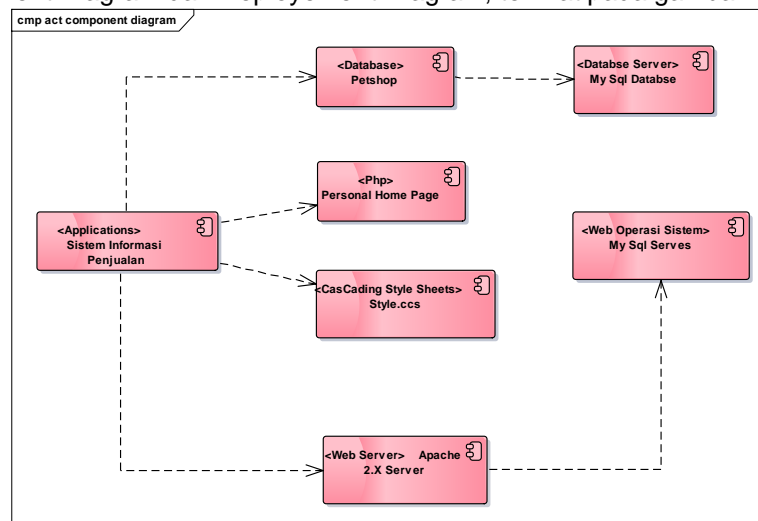 cmp act component diagram
<Database>
Petshop
<Databse Server>
My Sql Databse
<Php>
Personal Home Page
<Applications>
Sistem Informasi
Penjualan
<Web Operasi Sistem>
My Sql Serves
<CasCading Style Sheets>
Style.ccs
<Web Server> Apache
2.X Server